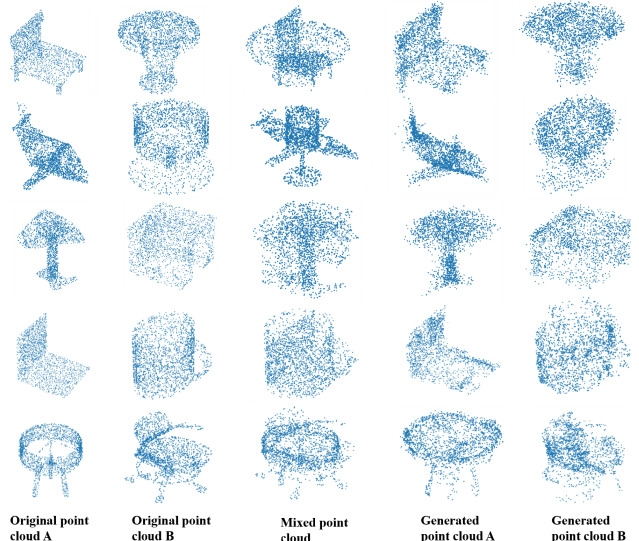 Original point
cloud A
Original point
cloud B
Mixed point
cloud
Generated
point cloud A
Generated
point cloud B